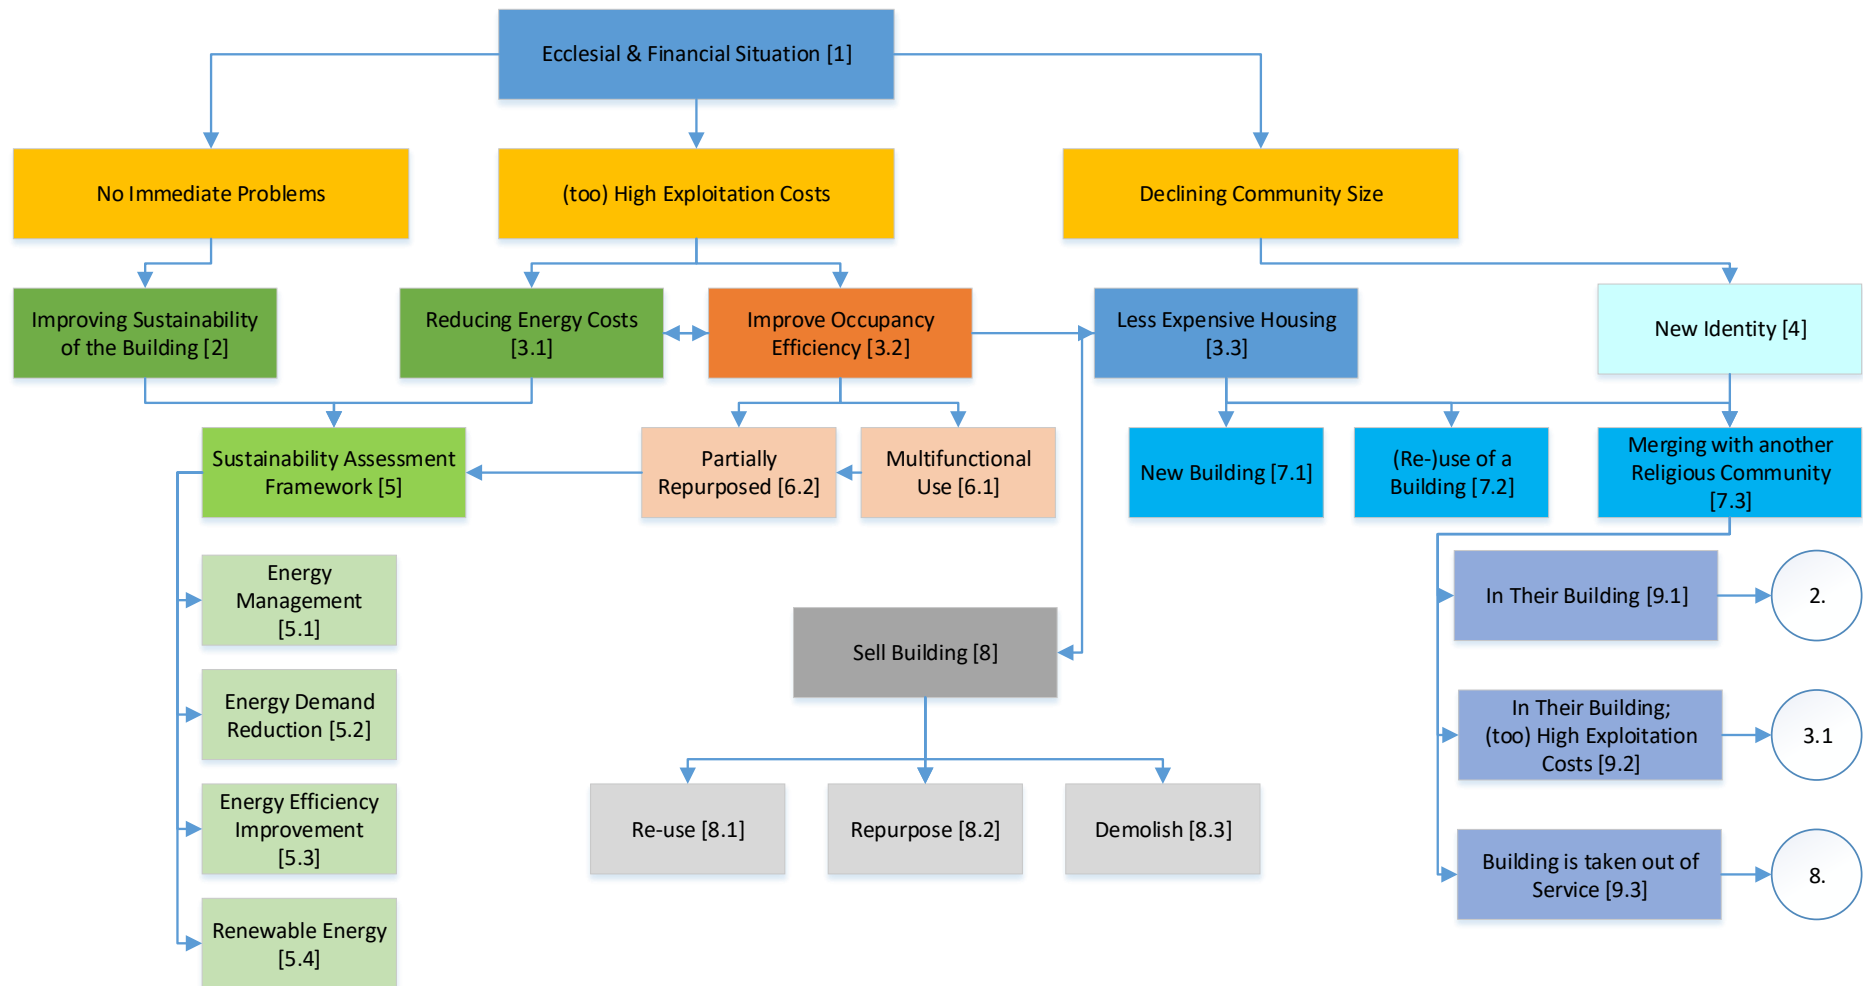 Ecclesial & Financial Situation [1]
No Immediate Problems
(too) High Exploitation Costs
Declining Community Size
Improving Sustainability
of the Building [2]
Reducing Energy Costs
[3.1]
Improve Occupancy
Efficiency [3.2]
Less Expensive Housing
[3.3]
New Identity [4]
Sustainability Assessment
Framework [5]
Partially
Repurposed [6.2]
Multifunctional
Use [6.1]
New Building [7.1]
(Re-)use of a
Building [7.2]
Merging with another
Religious Community
[7.3]
Energy
Management
[5.1]
Energy Demand
Reduction [5.2]
Energy Efficiency
Improvement
[5.3]
Renewable Energy
[5.4]
Sell Building [8]
Re-use [8.1]
Repurpose [8.2]
Demolish [8.3]
In Their Building [9.1]
2.
In Their Building;
(too) High Exploitation
Costs [9.2]
3.1
Building is taken out of
Service [9.3]
8.